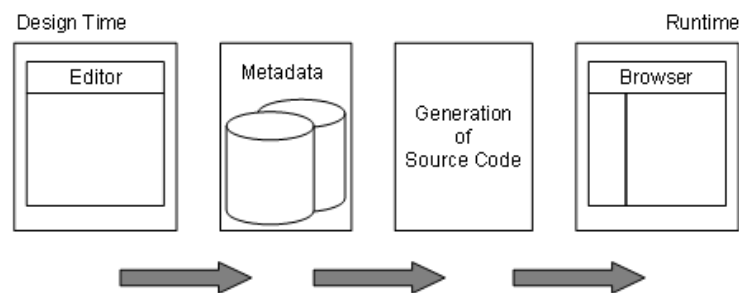 Design Time
Runtime
Editor
Metadata
Generation
of
Source Code
Browser